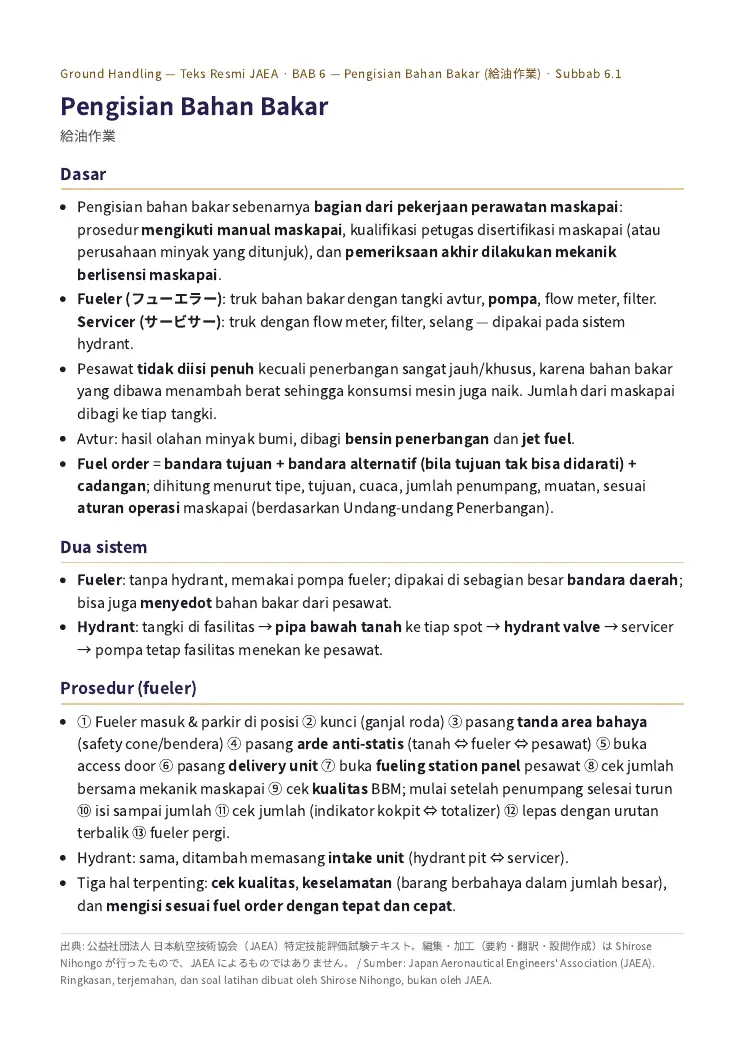 Ground Handling — Teks Resmi JAEA · BAB 6 — Pengisian Bahan Bakar (給油作業) · Subbab 6.1
Pengisian Bahan Bakar
給油作業
Dasar
• Pengisian bahan bakar sebenarnya bagian dari pekerjaan perawatan maskapai:
prosedur mengikuti manual maskapai, kualifikasi petugas disertifikasi maskapai (atau
perusahaan minyak yang ditunjuk), dan pemeriksaan akhir dilakukan mekanik
berlisensi maskapai.
• Fueler (フューエラー): truk bahan bakar dengan tangki avtur, pompa, flow meter, filter.
Servicer (サービサー): truk dengan flow meter, filter, selang — dipakai pada sistem
hydrant.
• Pesawat tidak diisi penuh kecuali penerbangan sangat jauh/khusus, karena bahan bakar
yang dibawa menambah berat sehingga konsumsi mesin juga naik. Jumlah dari maskapai
dibagi ke tiap tangki.
• Avtur: hasil olahan minyak bumi, dibagi bensin penerbangan dan jet fuel.
• Fuel order = bandara tujuan + bandara alternatif (bila tujuan tak bisa didarati) +
cadangan; dihitung menurut tipe, tujuan, cuaca, jumlah penumpang, muatan, sesuai
aturan operasi maskapai (berdasarkan Undang-undang Penerbangan).
Dua sistem
• Fueler: tanpa hydrant, memakai pompa fueler; dipakai di sebagian besar bandara daerah;
bisa juga menyedot bahan bakar dari pesawat.
• Hydrant: tangki di fasilitas → pipa bawah tanah ke tiap spot → hydrant valve → servicer
→ pompa tetap fasilitas menekan ke pesawat.
Prosedur (fueler)
• ① Fueler masuk & parkir di posisi ② kunci (ganjal roda) ③ pasang tanda area bahaya
(safety cone/bendera) ④ pasang arde anti-statis (tanah ⇔ fueler ⇔ pesawat) ⑤ buka
access door ⑥ pasang delivery unit ⑦ buka fueling station panel pesawat ⑧ cek jumlah
bersama mekanik maskapai ⑨ cek kualitas BBM; mulai setelah penumpang selesai turun
⑩ isi sampai jumlah ⑪ cek jumlah (indikator kokpit ⇔ totalizer) ⑫ lepas dengan urutan
terbalik ⑬ fueler pergi.
• Hydrant: sama, ditambah memasang intake unit (hydrant pit ⇔ servicer).
• Tiga hal terpenting: cek kualitas, keselamatan (barang berbahaya dalam jumlah besar),
dan mengisi sesuai fuel order dengan tepat dan cepat.
出典: 公益社団法人 日本航空技術協会（JAEA）特定技能評価試験テキスト。編集・加工（要約・翻訳・設問作成）は Shirose
Nihongo が行ったもので、JAEA によるものではありません。 / Sumber: Japan Aeronautical Engineers' Association (JAEA).
Ringkasan, terjemahan, dan soal latihan dibuat oleh Shirose Nihongo, bukan oleh JAEA.